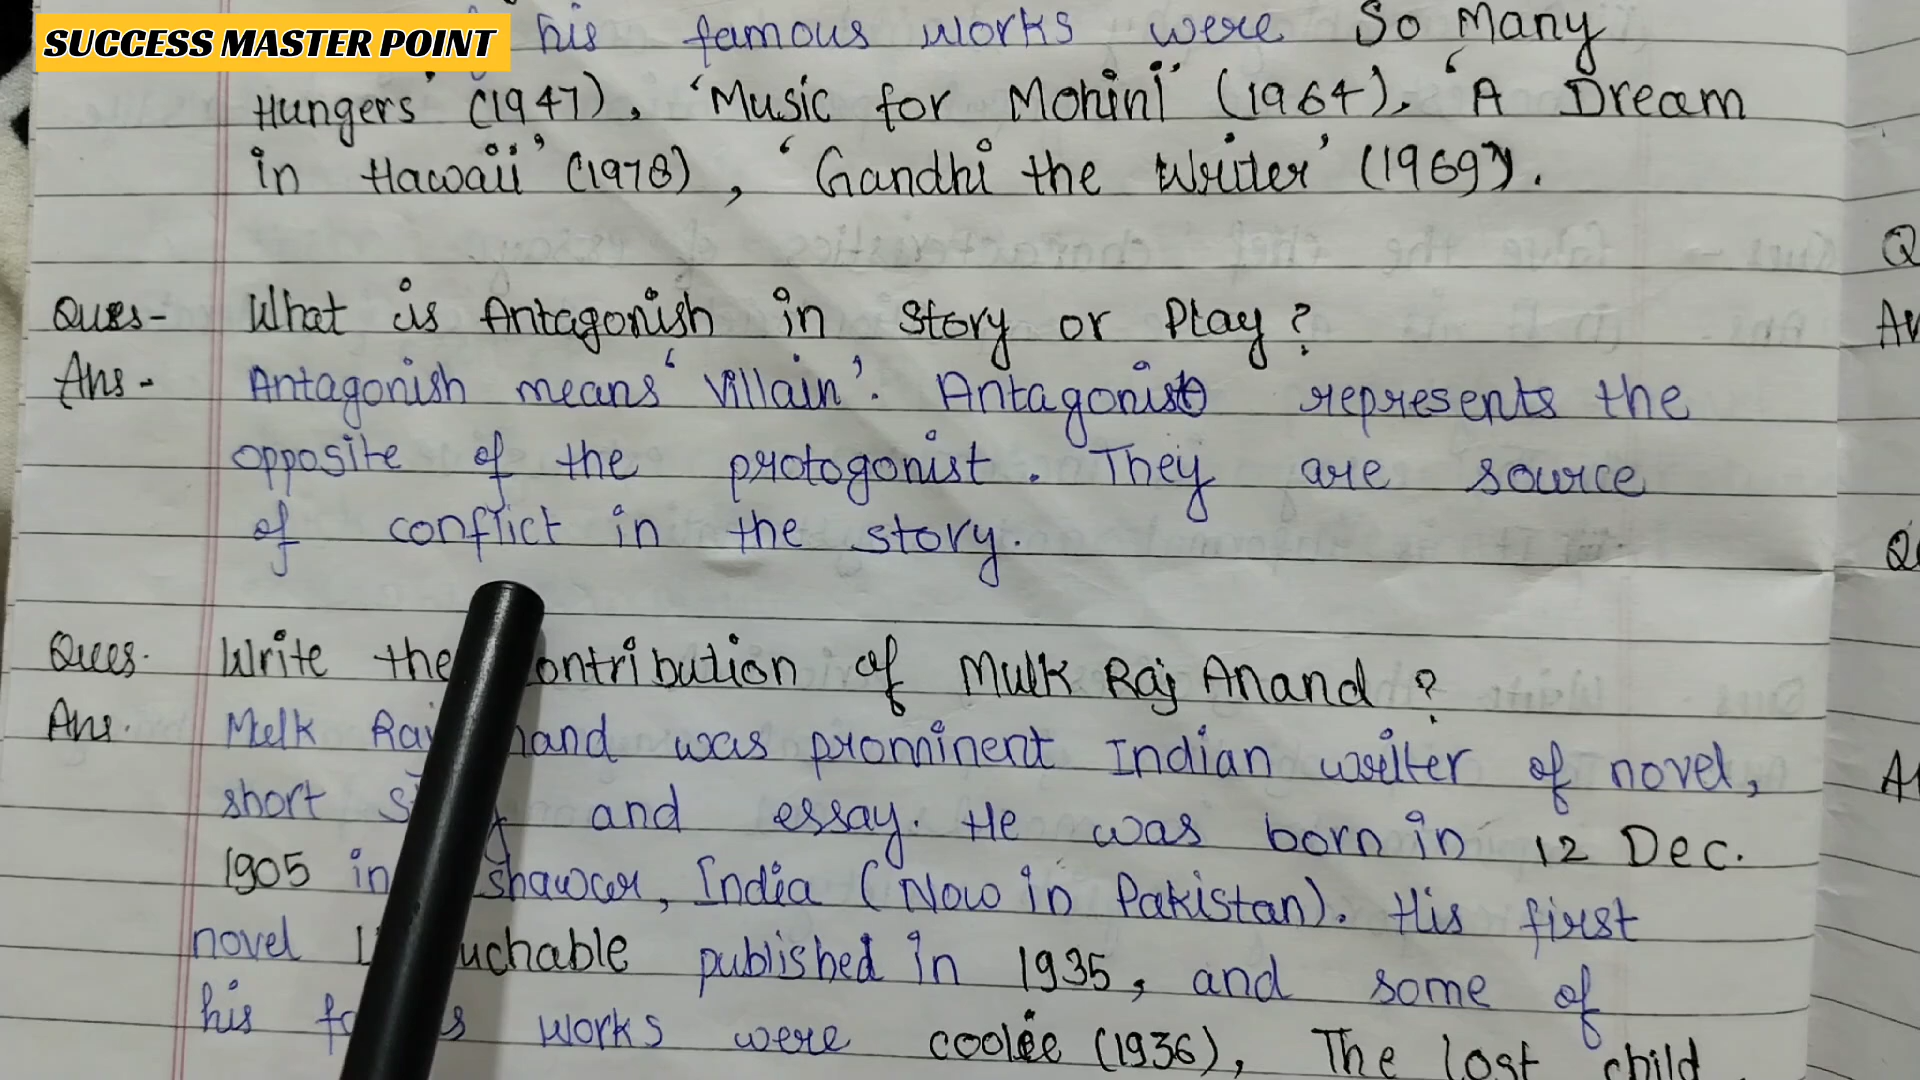 SUCCESS MASTER POINT
his famous works were So Many
Hungers' (1947), 'Music for Mohini' (1964), 'A Dream
in Hawaii' (1978), 'Gandhi the Writer' (1969).
Ques- What is Antagonish in Story or Play?
Ans- Antagonish means 'Villain'. Antagonist represents the
opposite of the protogonist. They are source
of conflict in the story.
Ques. Write the ontribution of Mulk Raj Anand?
Ans. Melk Raj nand was prominent Indian writer of novel,
short and essay. He was born in 12 Dec.
1905 in shawar, India (Now in Pakistan). His first
novel uchable published in 1935, and some of
his works were coolie (1936), The lost child